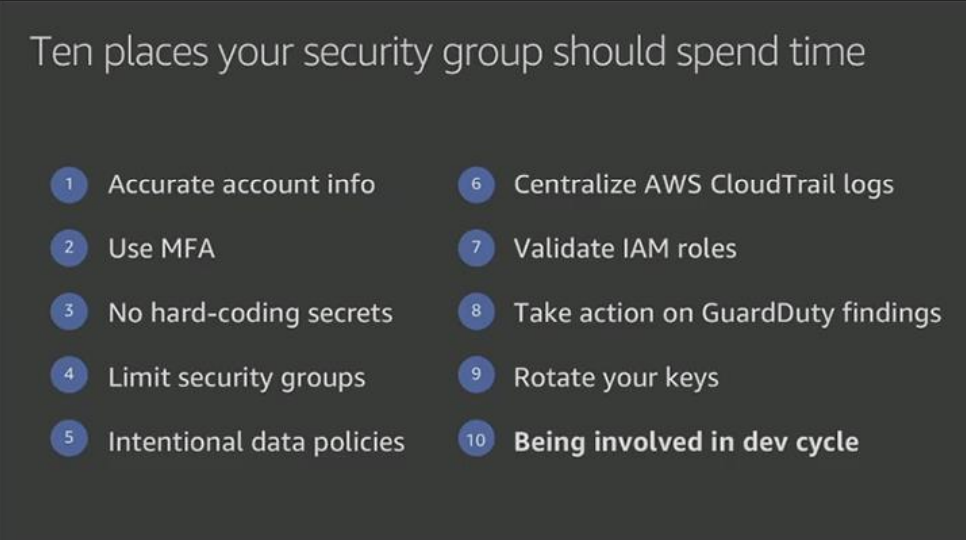 Ten places your security group should spend time
1 Accurate account info
2 Use MFA
3 No hard-coding secrets
4 Limit security groups
5 Intentional data policies
6 Centralize AWS CloudTrail logs
7 Validate IAM roles
8 Take action on GuardDuty findings
9 Rotate your keys
10 Being involved in dev cycle